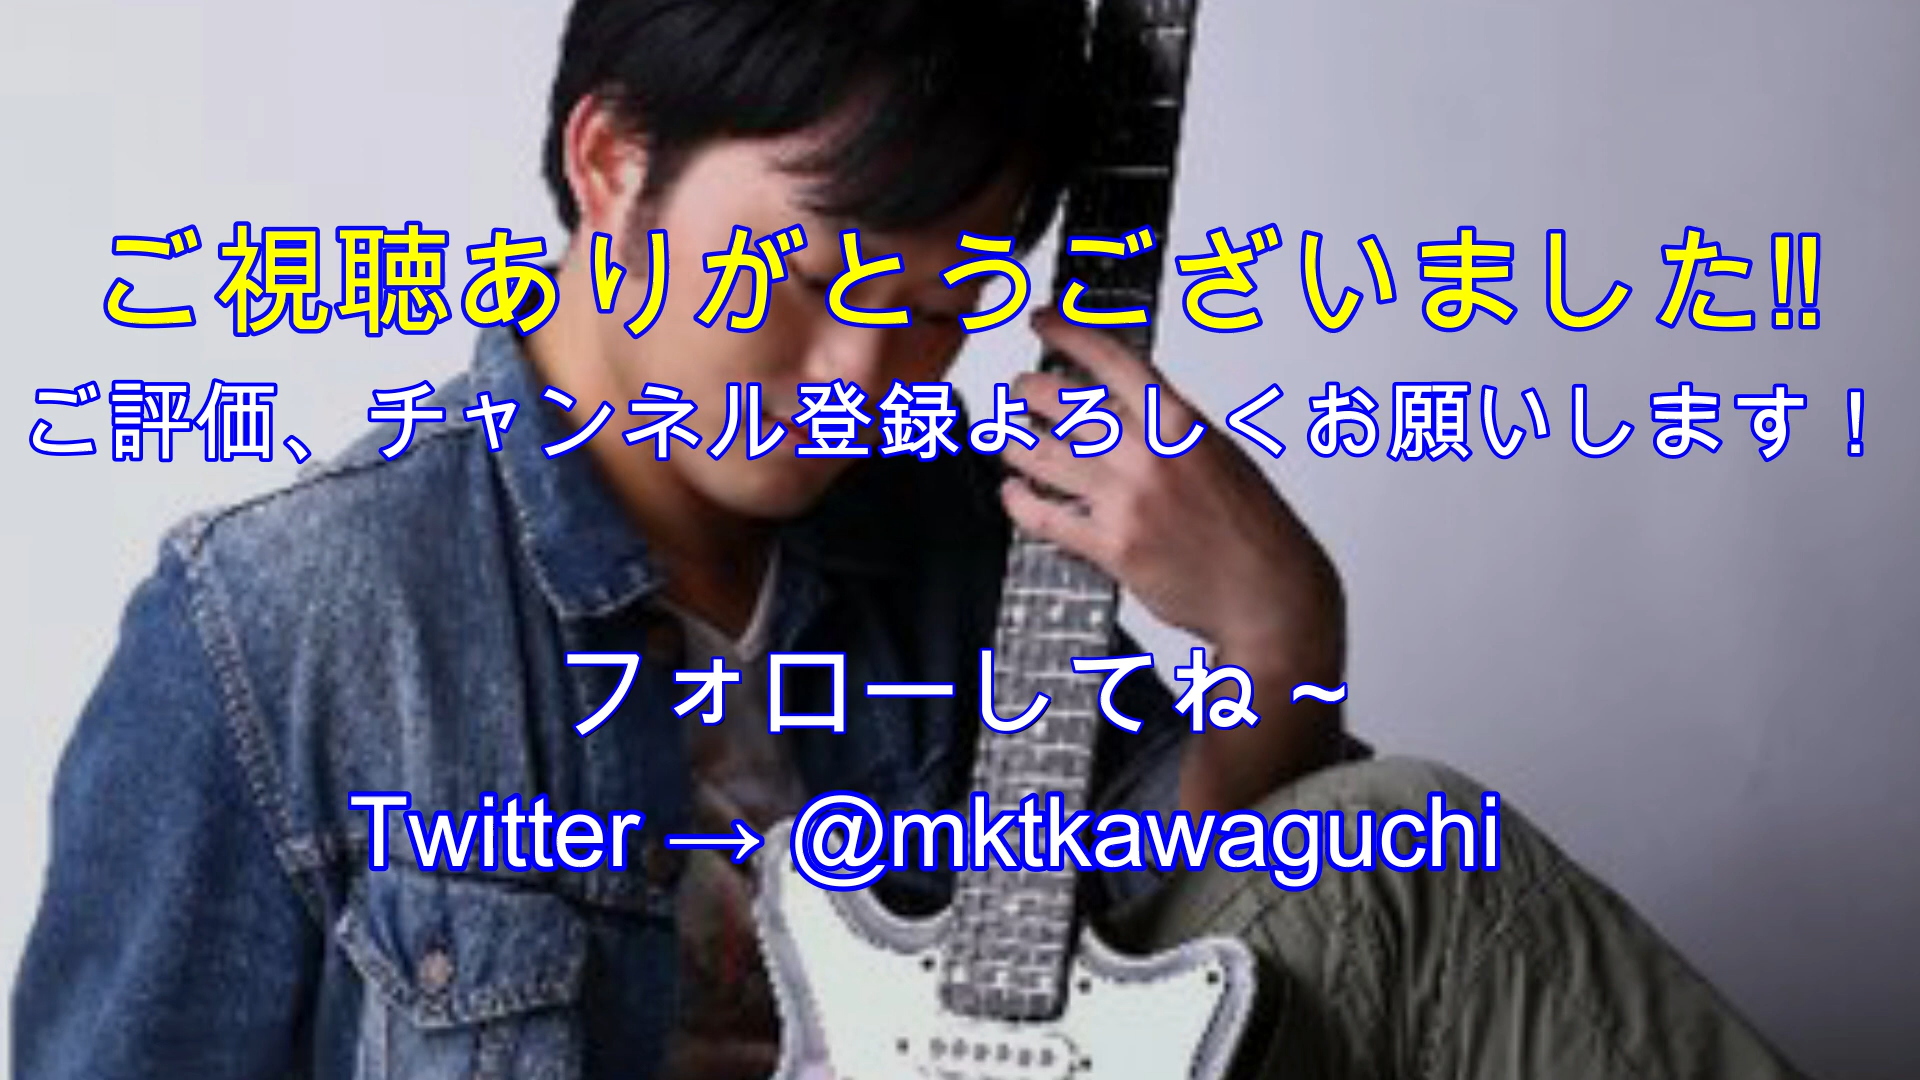 ご視聴ありがとうございました!!
ご評価、チャンネル登録よろしくお願いします！
フォローしてね～
Twitter → @mktkawaguchi